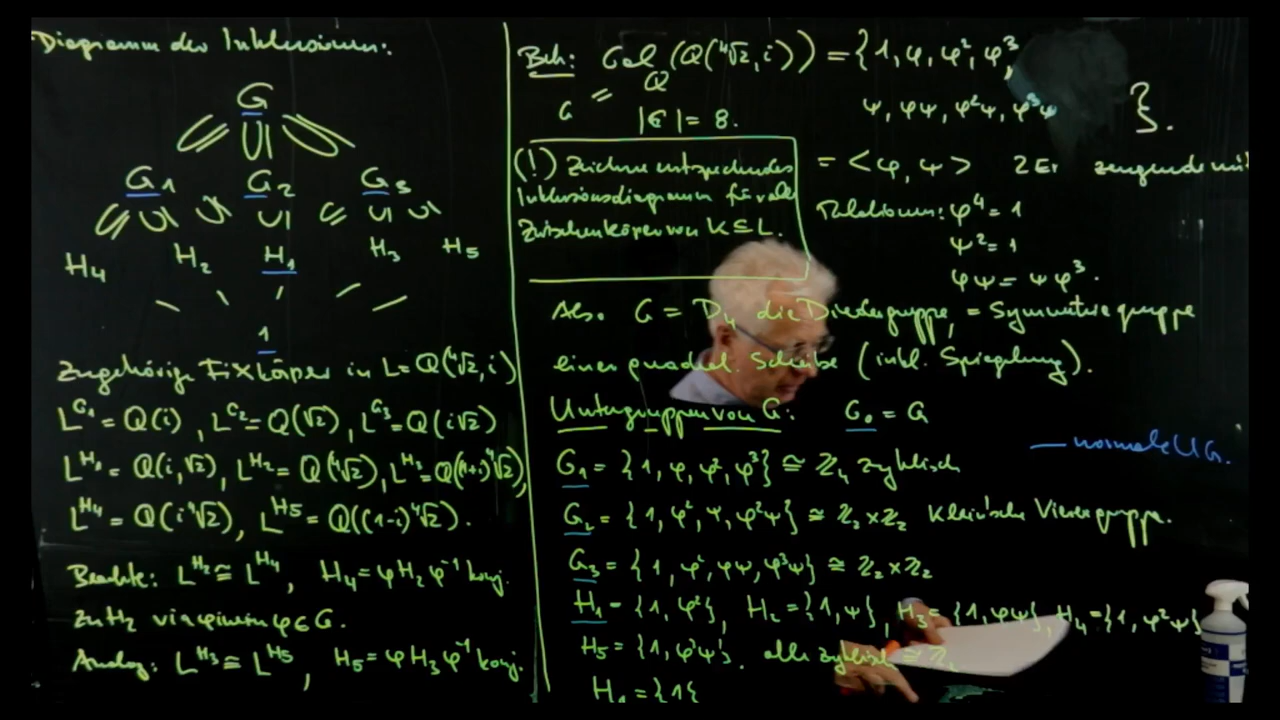 Diagramm der Inklusionen:
G
G₁ G₂ G₃
H₄ H₂ H₁ H₃ H₅
1
Zugehörige Fixkörper in L=Q(⁴√2,i)
L^G₁ = Q(i), L^G₂ = Q(√2), L^G₃ = Q(i√2)
L^H₁ = Q(i,√2), L^H₂ = Q(⁴√2), L^H₃ = Q((1+i)⁴√2),
L^H₄ = Q(i⁴√2), L^H₅ = Q((1-i)⁴√2).
Beachte: L^H₂ ≅ L^H₄, H₄ = φH₂φ⁻¹ konj.
zu H₂ via φ ∈ G.
Analog: L^H₃ ≅ L^H₅, H₅ = φH₃φ⁻¹ konj.
Beh: Gal_Q (Q(⁴√2,i)) = {1, φ, φ², φ³,
ψ, φψ, φ²ψ, φ³ψ }.
G = |G| = 8.
(!) Zeichne entsprechendes
Inklusionsdiagramm für alle
Zwischenkörper von K ⊆ L.
= <φ, ψ> 2 Erzeugende mit
Relationen: φ⁴ = 1
ψ² = 1
φψ = ψφ³.
Also G = D₄ die Diedergruppe, = Symmetriegruppe
einer quadrat. Scheibe (inkl. Spiegelung).
Untergruppen von G: G₀ = G
— normale UG.
G₁ = {1, φ, φ², φ³} ≅ Z₄ zyklisch
G₂ = {1, φ², ψ, φ²ψ} ≅ Z₂ × Z₂ Klein'sche Vierergruppe.
G₃ = {1, φ², φψ, φ³ψ} ≅ Z₂ × Z₂
H₁ = {1, φ²}, H₂ = {1, ψ}, H₃ = {1, φψ}, H₄ = {1, φ²ψ}
H₅ = {1, φ³ψ}. alle zyklisch ≅ Z₂
H₁ = {1{